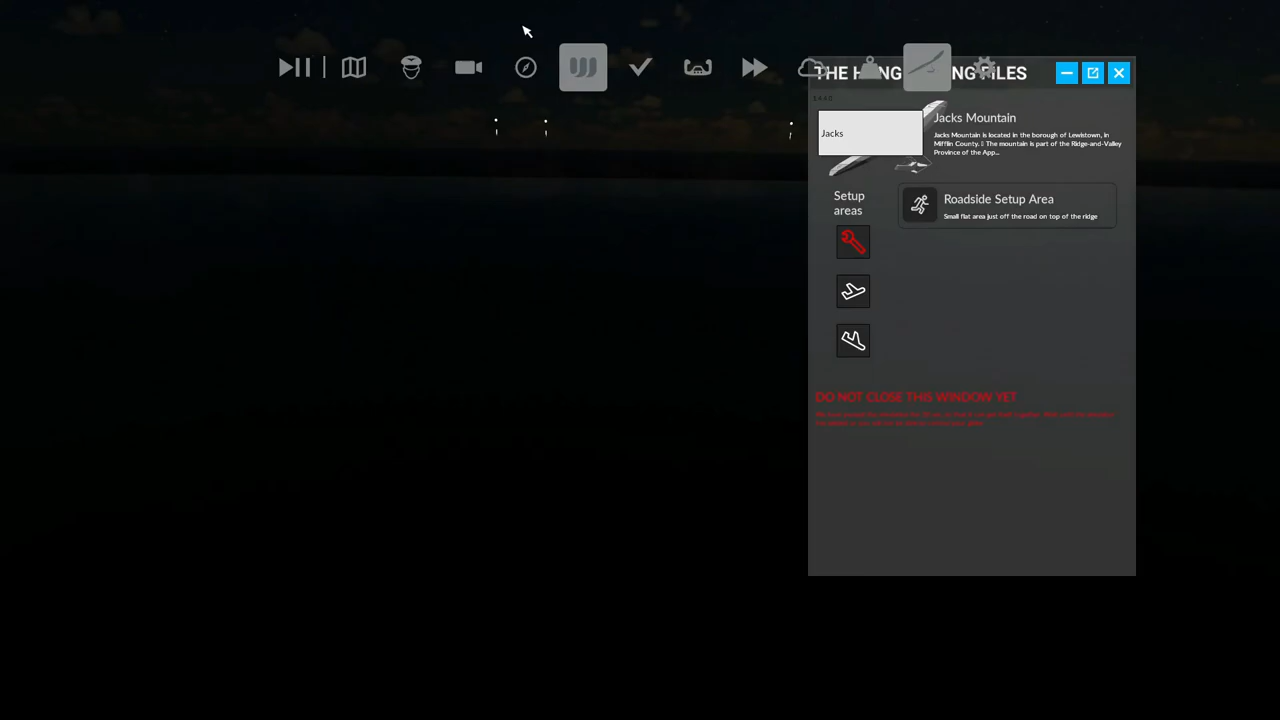 THE HANG GLIDING FILES
Jacks
Jacks Mountain
Jacks Mountain is located in the borough of Lewistown, in
Mifflin County. The mountain is part of the Ridge-and-Valley
Province of the App...
Setup
areas
Roadside Setup Area
Small flat area just off the road on top of the ridge
DO NOT CLOSE THIS WINDOW YET